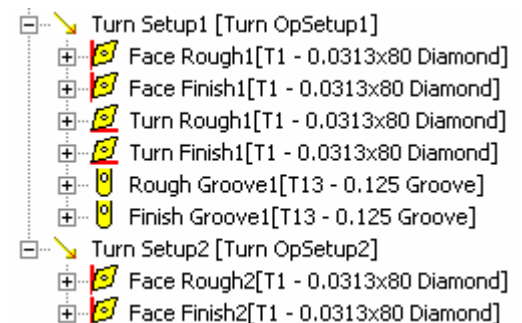 Turn Setup1 [Turn OpSetup1]
Face Rough1[T1 - 0.0313x80 Diamond]
Face Finish1[T1 - 0.0313x80 Diamond]
Turn Rough1[T1 - 0.0313x80 Diamond]
Turn Finish1[T1 - 0.0313x80 Diamond]
Rough Groove1[T13 - 0.125 Groove]
Finish Groove1[T13 - 0.125 Groove]
Turn Setup2 [Turn OpSetup2]
Face Rough2[T1 - 0.0313x80 Diamond]
Face Finish2[T1 - 0.0313x80 Diamond]